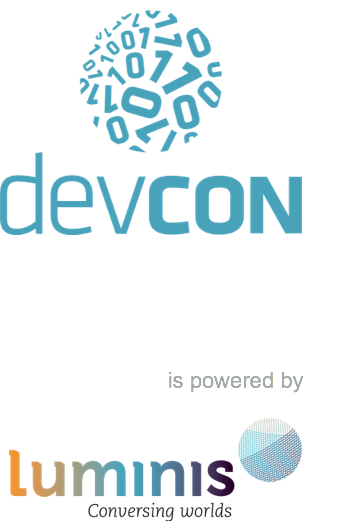 devcon
is powered by
luminis
Conversing worlds